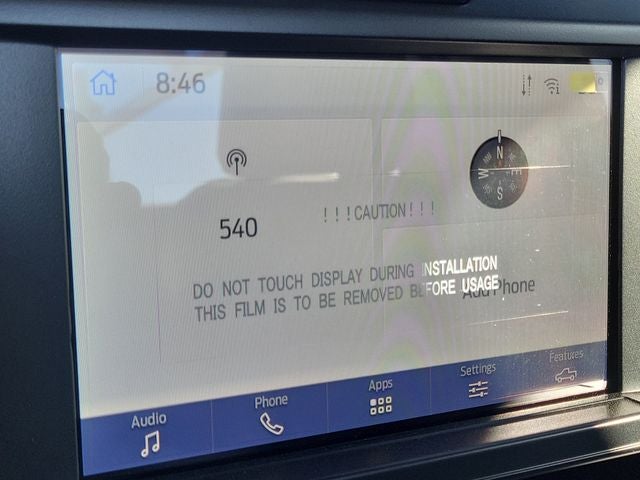 8:46
N
W E
S
540
! ! ! CAUTION ! ! !
DO NOT TOUCH DISPLAY DURING INSTALLATION
THIS FILM IS TO BE REMOVED BEFORE USAGE
Add Phone
Audio
Phone
Apps
Settings
Features